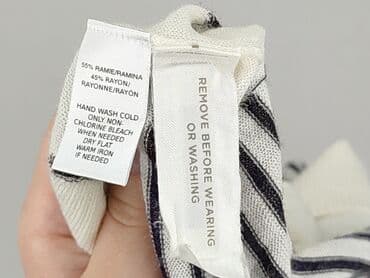 55% RAMIE/RAMINA
45% RAYON/
RAYONNE/RAYÓN
HAND WASH COLD
ONLY NON-
CHLORINE BLEACH
WHEN NEEDED
DRY FLAT
WARM IRON
IF NEEDED
REMOVE BEFORE WEARING
OR WASHING